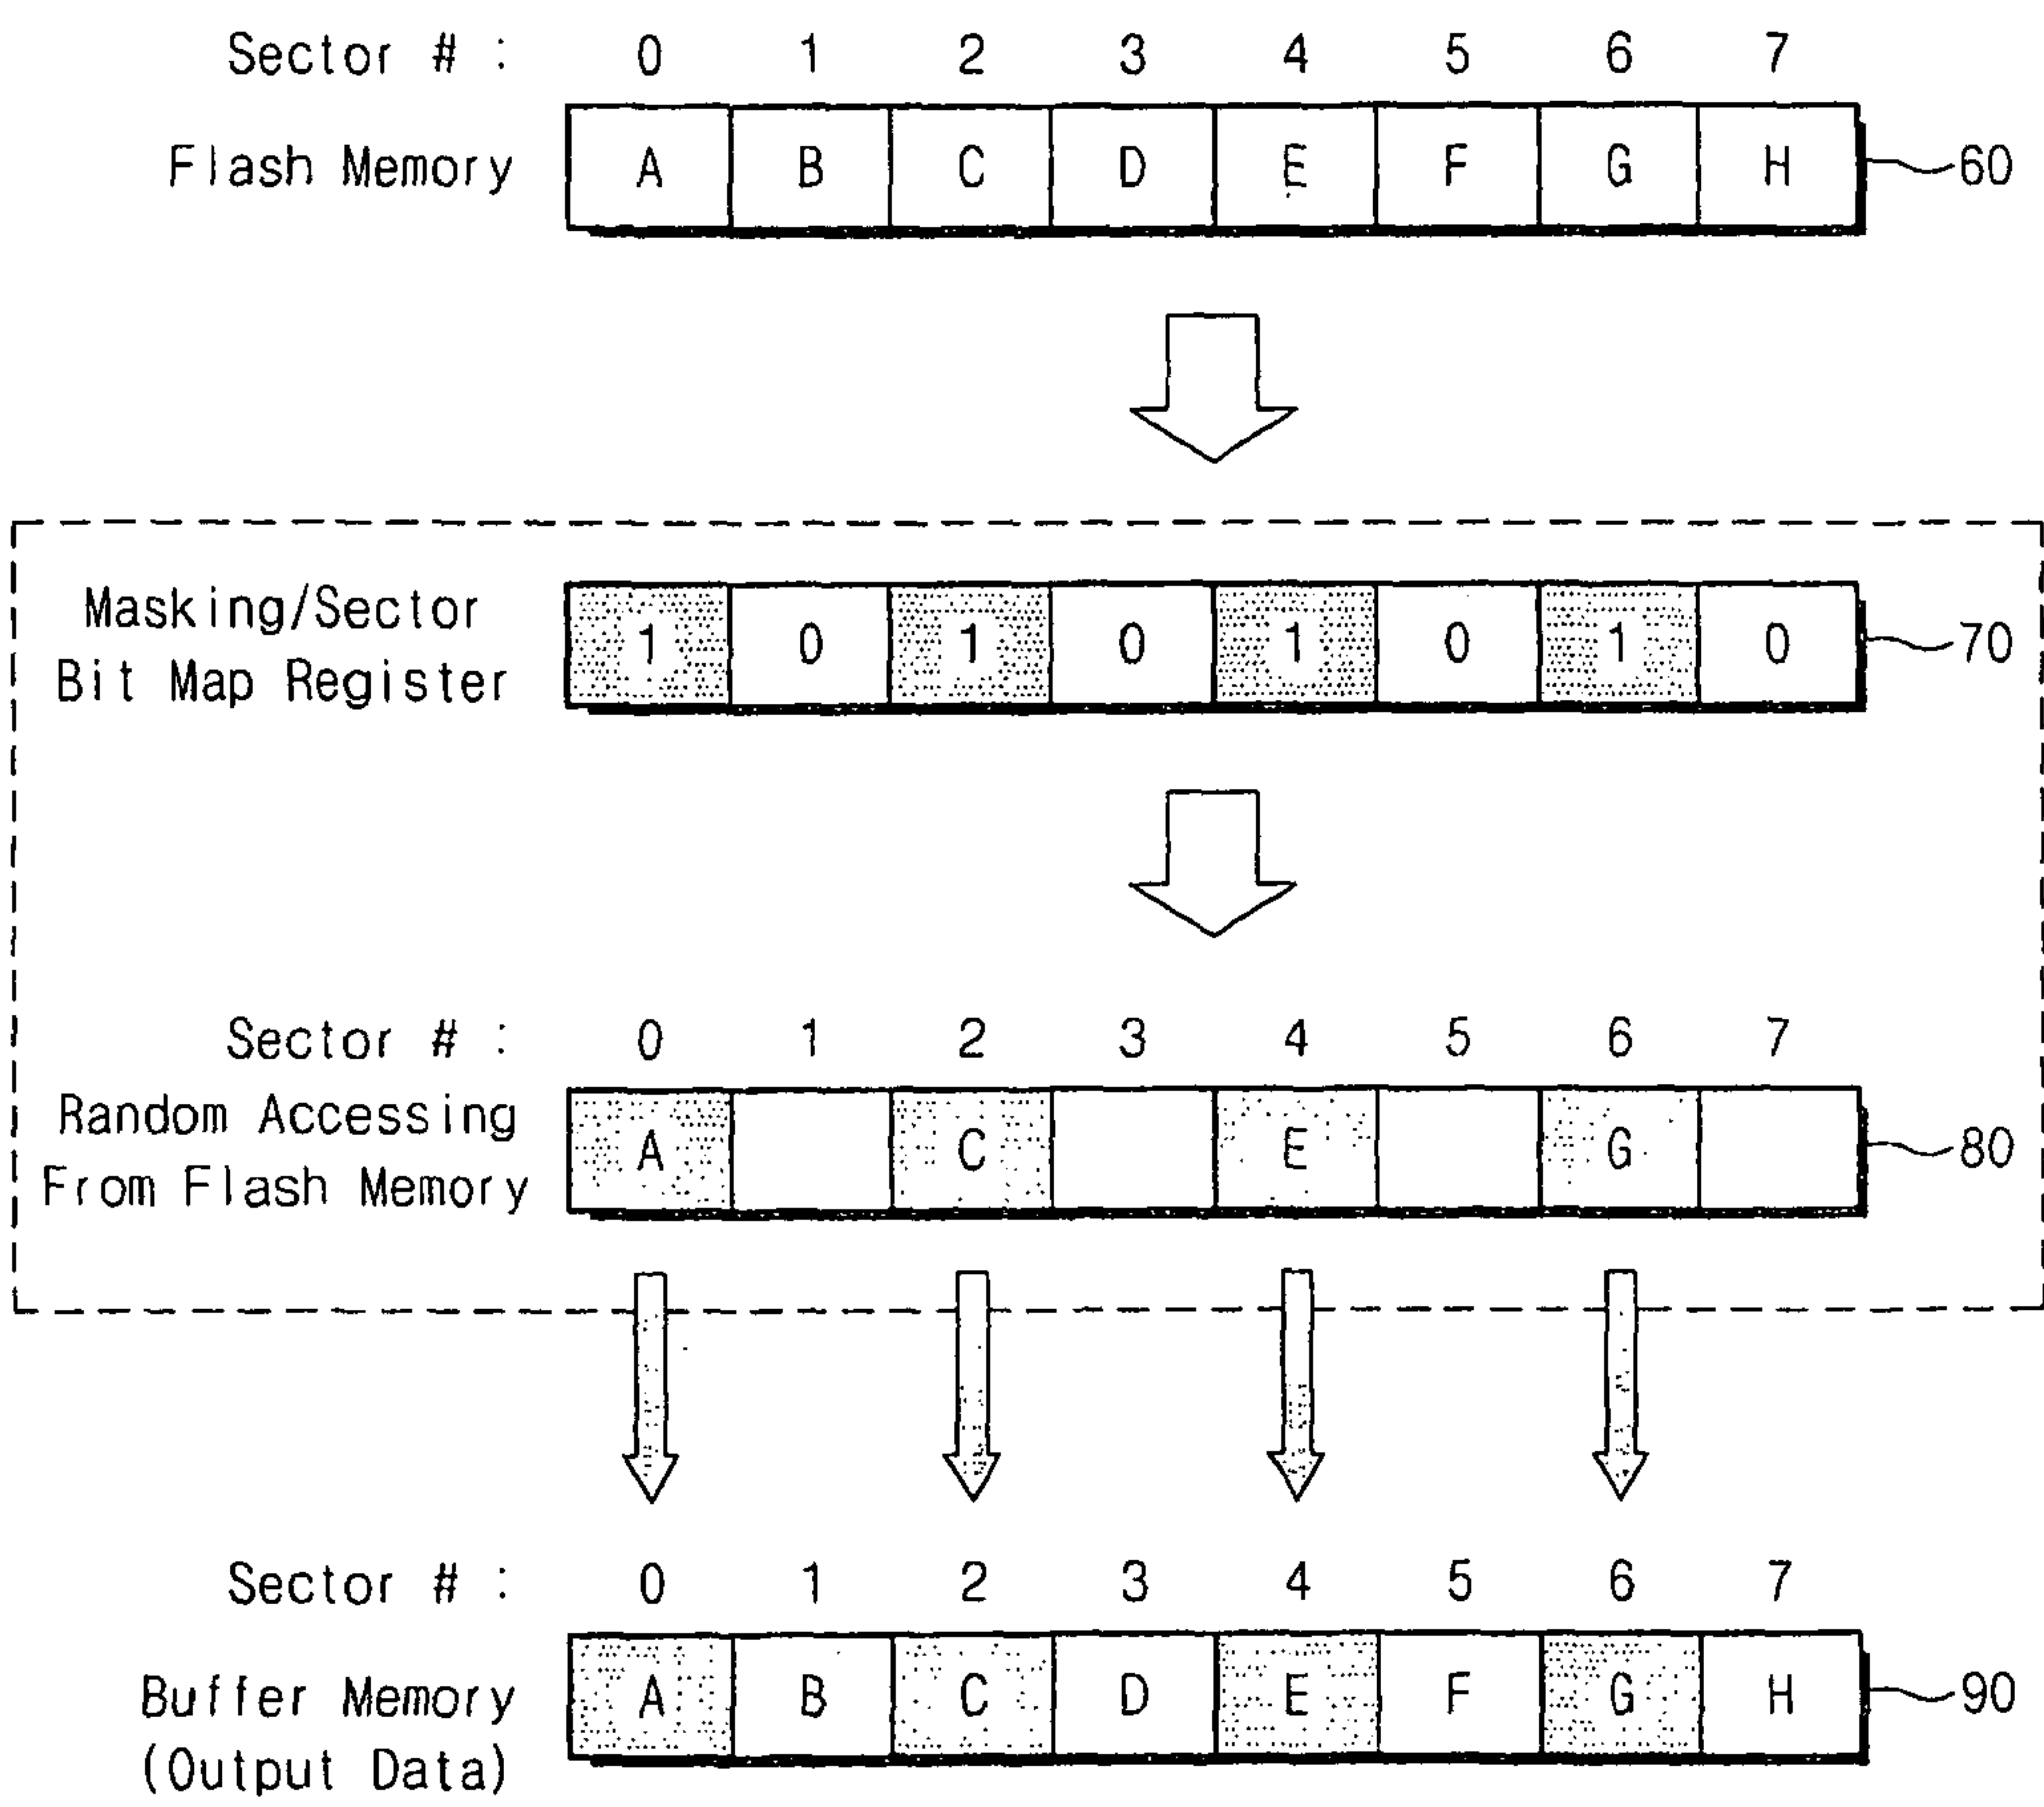 Sector # : 0 1 2 3 4 5 6 7
Flash Memory A B C D E F G H 60
Masking/Sector
Bit Map Register 1 0 1 0 1 0 1 0 70
Sector # : 0 1 2 3 4 5 6 7
Random Accessing
From Flash Memory A C E G 80
Sector # : 0 1 2 3 4 5 6 7
Buffer Memory A B C D E F G H 90
(Output Data)